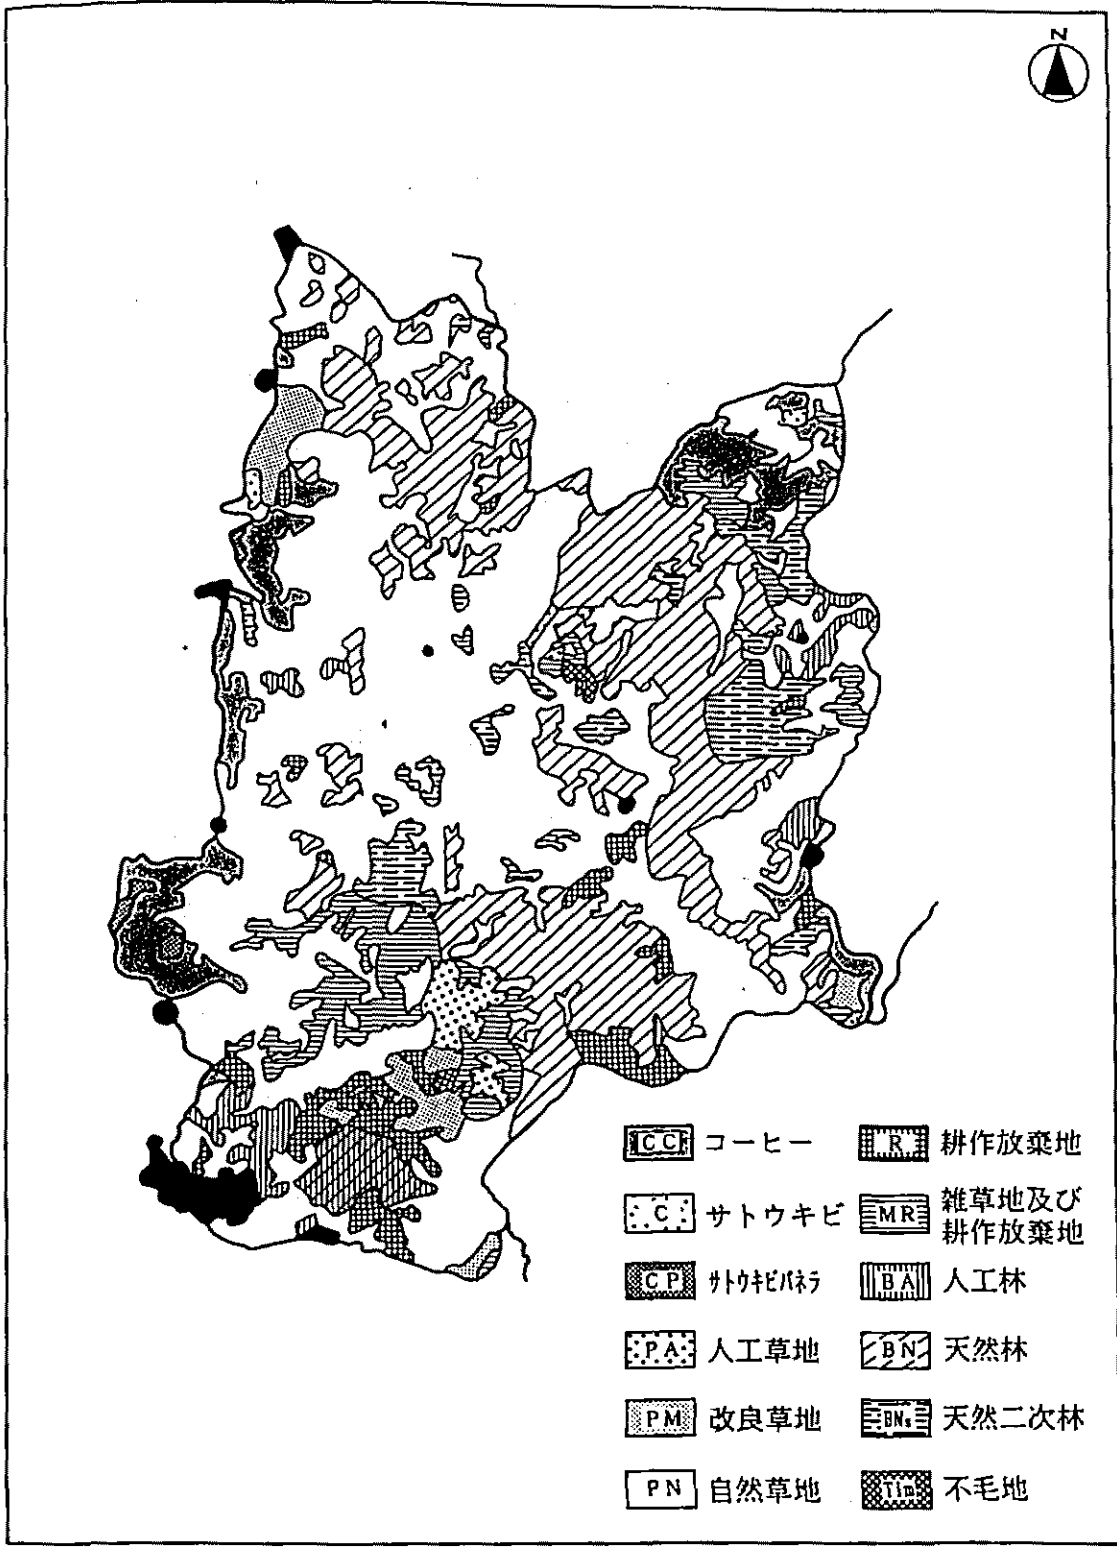 N
CC コーヒー
R 耕作放棄地
C サトウキビ
MR 雑草地及び
耕作放棄地
CP サトウキビパネラ
BA 人工林
PA 人工草地
BN 天然林
PM 改良草地
BNs 天然二次林
PN 自然草地
Tim 不毛地